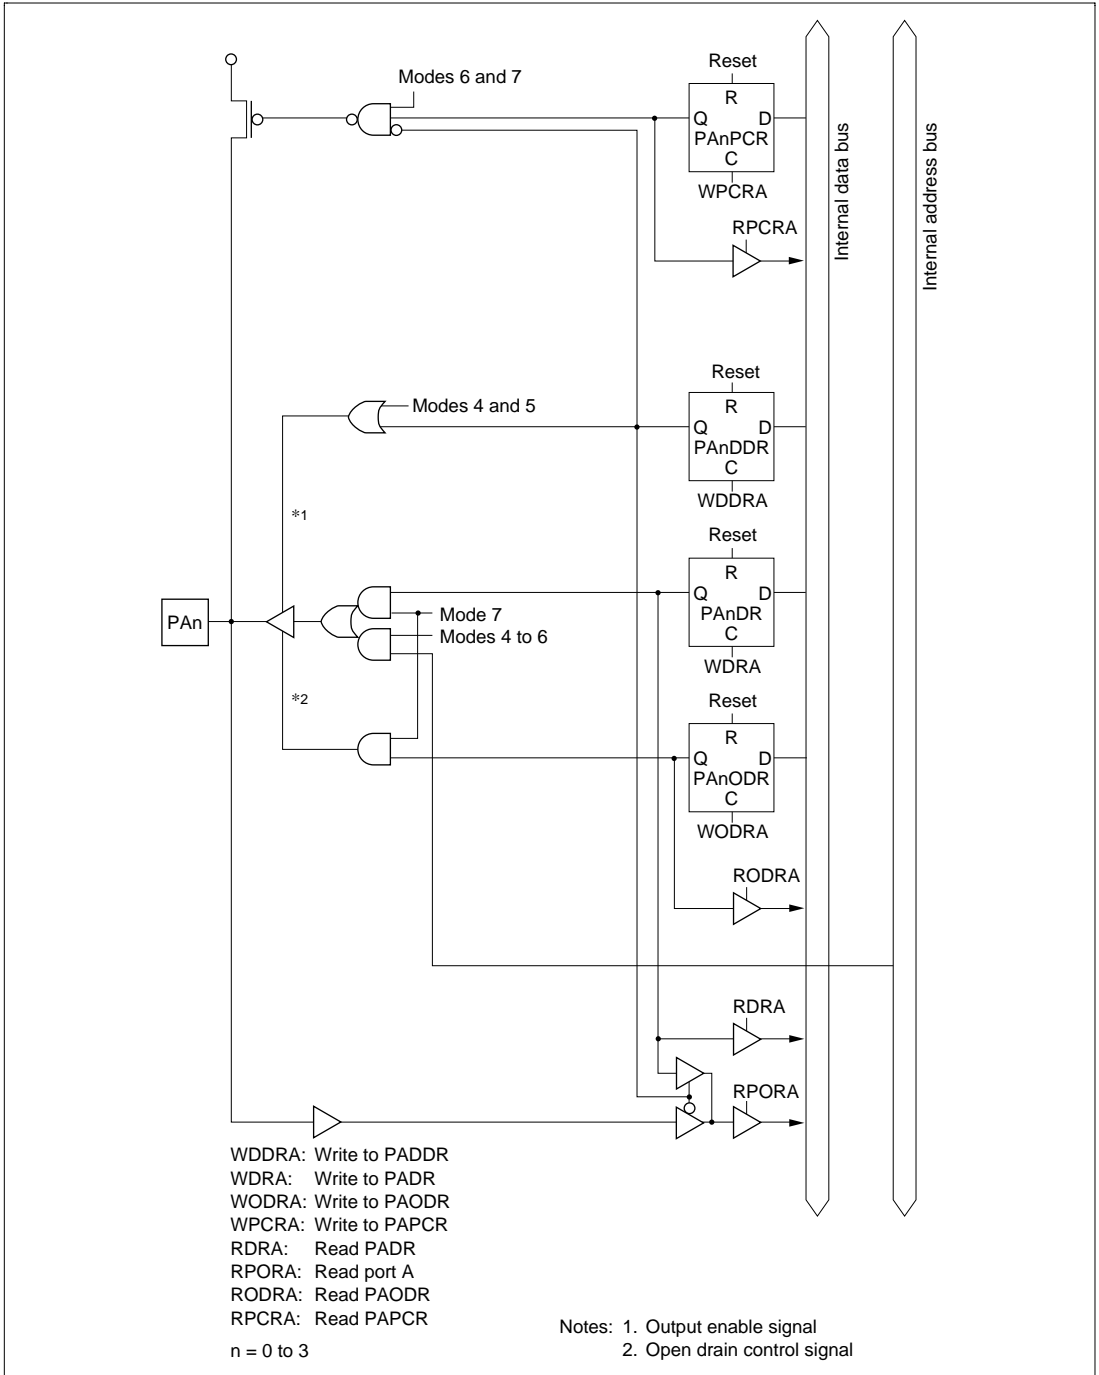 Reset
Modes 6 and 7
R
Q D
PAnPCR
C
WPCRA
RPCRA
Internal data bus
Internal address bus
Reset
Modes 4 and 5
R
Q D
PAnDDR
C
WDDRA
*1
Reset
R
Q D
PAnDR
C
WDRA
PAn
Mode 7
Modes 4 to 6
*2
Reset
R
Q D
PAnODR
C
WODRA
RODRA
RDRA
RPORA
WDDRA: Write to PADDR
WDRA: Write to PADR
WODRA: Write to PAODR
WPCRA: Write to PAPCR
RDRA: Read PADR
RPORA: Read port A
RODRA: Read PAODR
RPCRA: Read PAPCR
n = 0 to 3
Notes: 1. Output enable signal
2. Open drain control signal